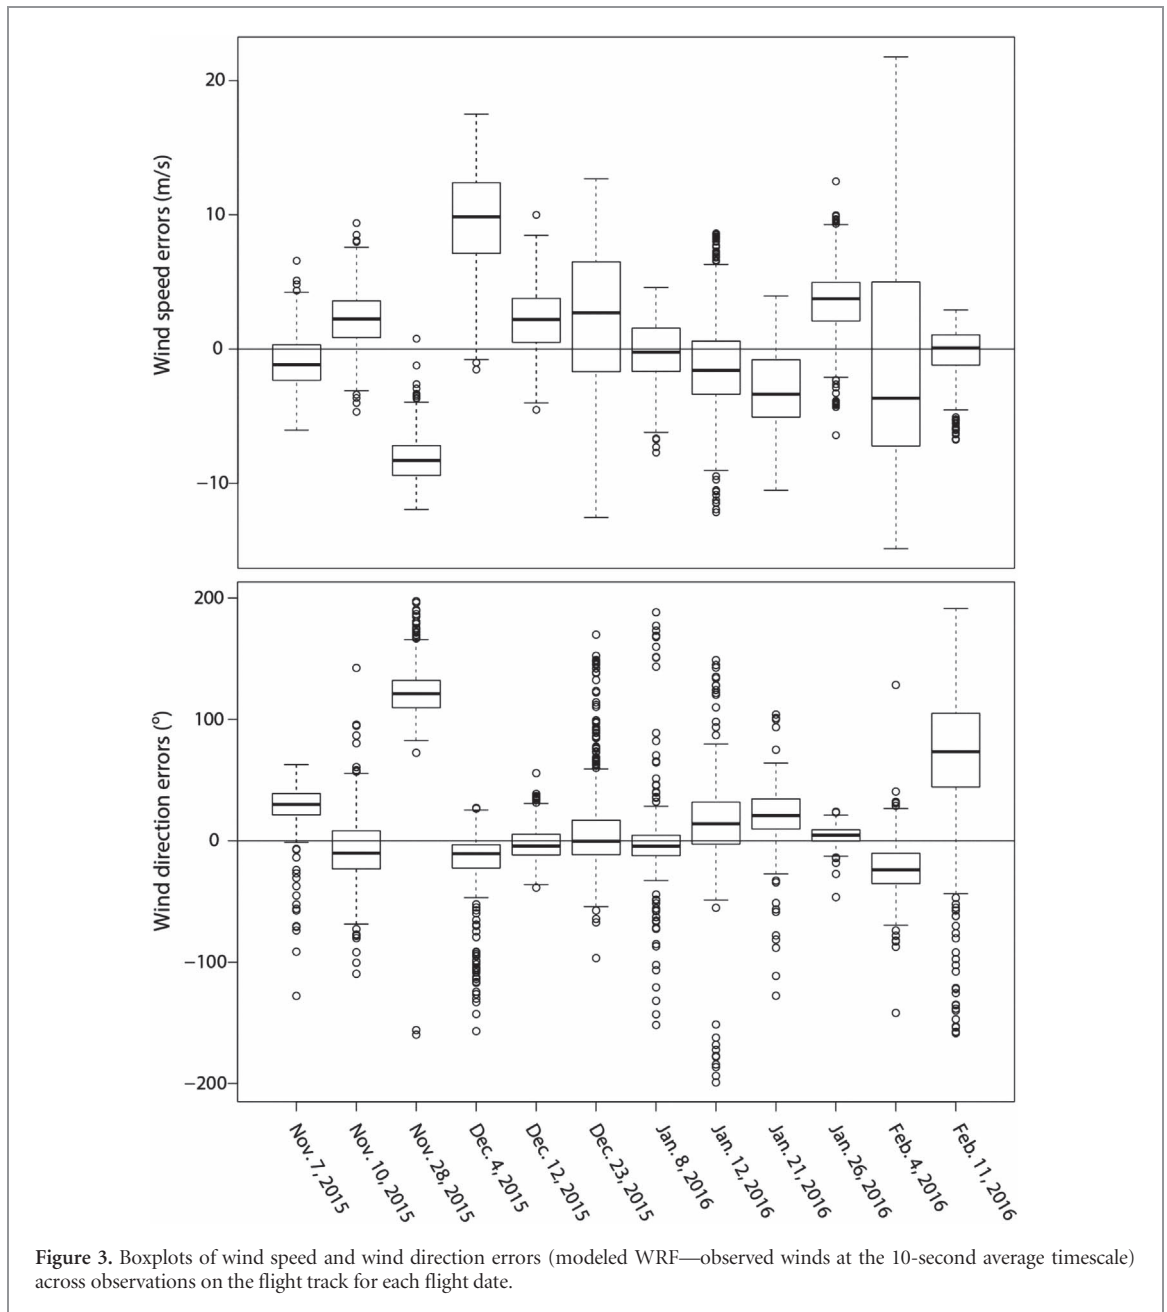 20
10
0
−10
Wind speed errors (m/s)
200
100
0
−100
−200
Wind direction errors (°)
Nov. 7, 2015
Nov. 10, 2015
Nov. 28, 2015
Dec. 4, 2015
Dec. 12, 2015
Dec. 23, 2015
Jan. 8, 2016
Jan. 12, 2016
Jan. 21, 2016
Jan. 26, 2016
Feb. 4, 2016
Feb. 11, 2016
Figure 3. Boxplots of wind speed and wind direction errors (modeled WRF—observed winds at the 10-second average timescale)
across observations on the flight track for each flight date.